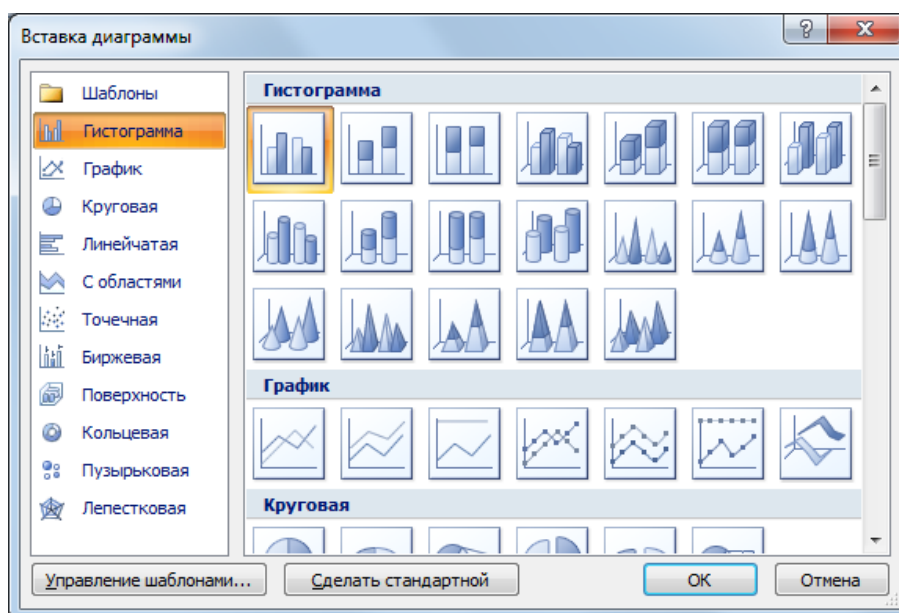 Вставка диаграммы
Шаблоны
Гистограмма
График
Круговая
Линейчатая
С областями
Точечная
Биржевая
Поверхность
Кольцевая
Пузырьковая
Лепестковая
Гистограмма
График
Круговая
Управление шаблонами...
Сделать стандартной
ОК
Отмена